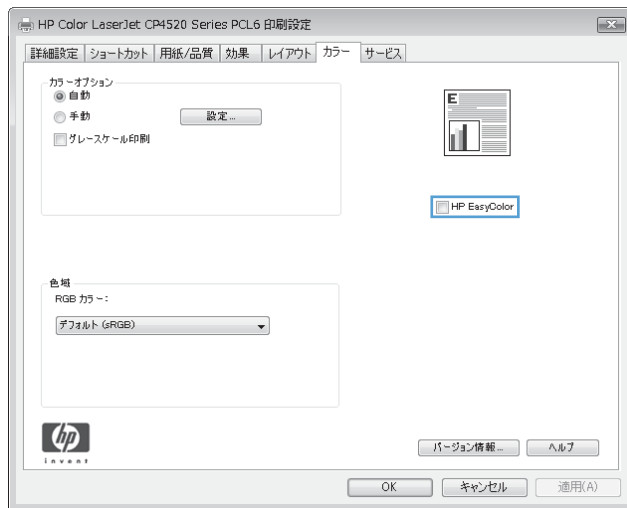 HP Color LaserJet CP4520 Series PCL6 印刷設定
詳細設定 ショートカット 用紙/品質 効果 レイアウト カラー サービス
カラーオプション
自動
手動
設定...
グレースケール印刷
E
HP EasyColor
色域
RGB カラー:
デフォルト (sRGB)
hp
invent
バージョン情報... ヘルプ
OK キャンセル 適用(A)